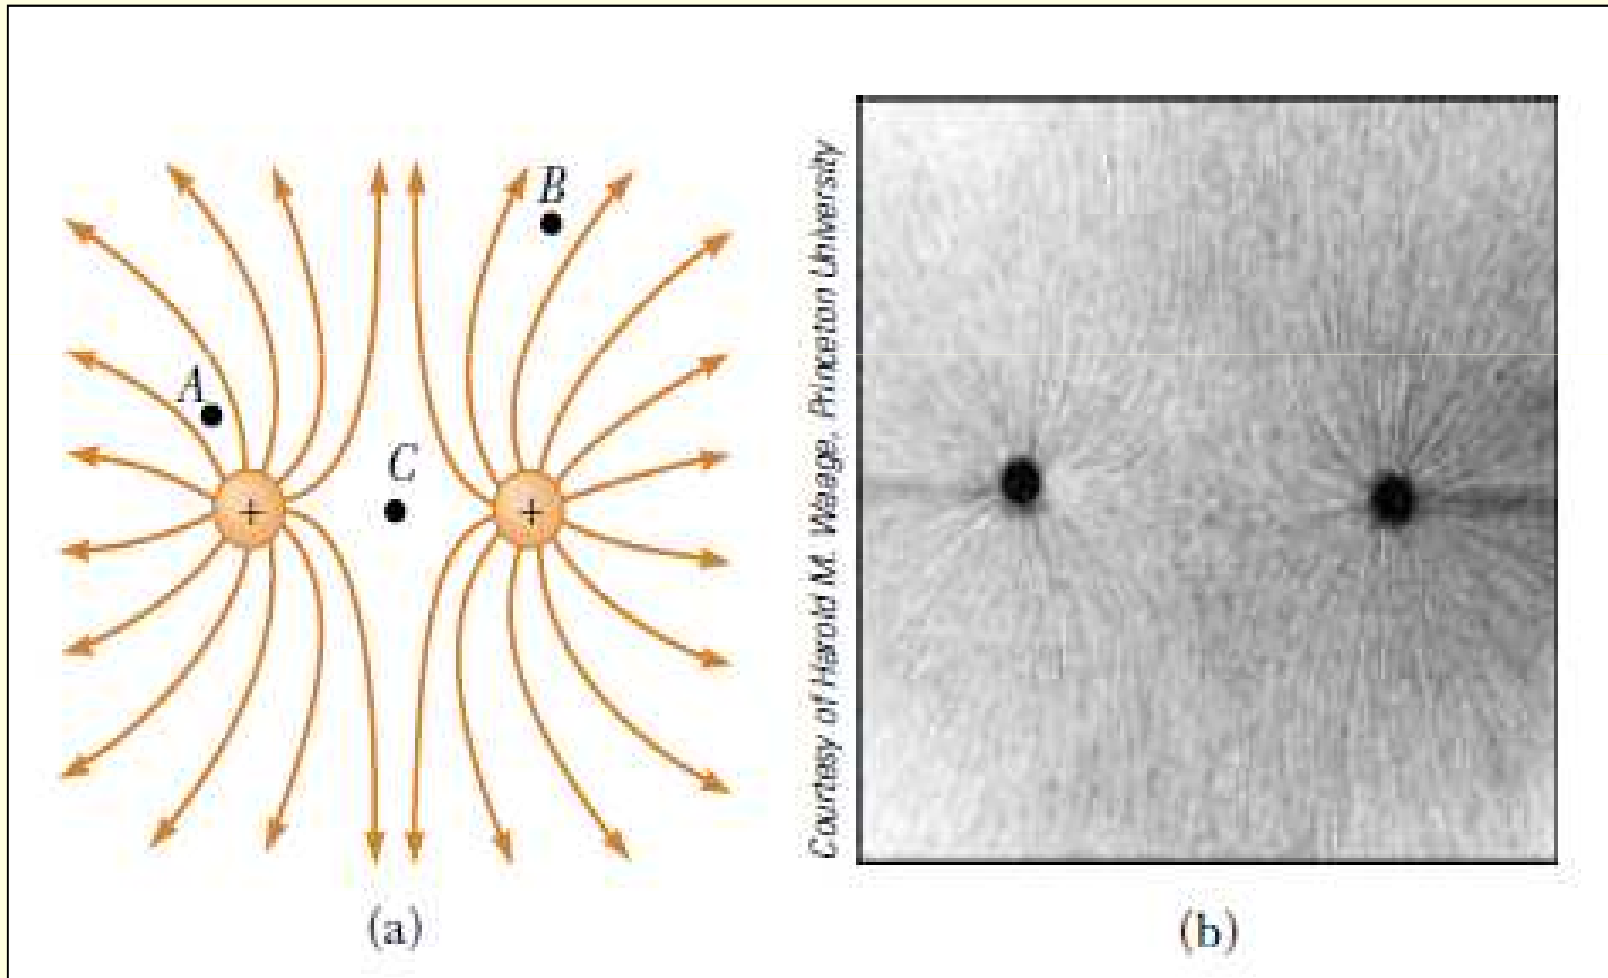 A
B
C
+
+
Courtesy of Harold M. Waage, Princeton University
(a)
(b)